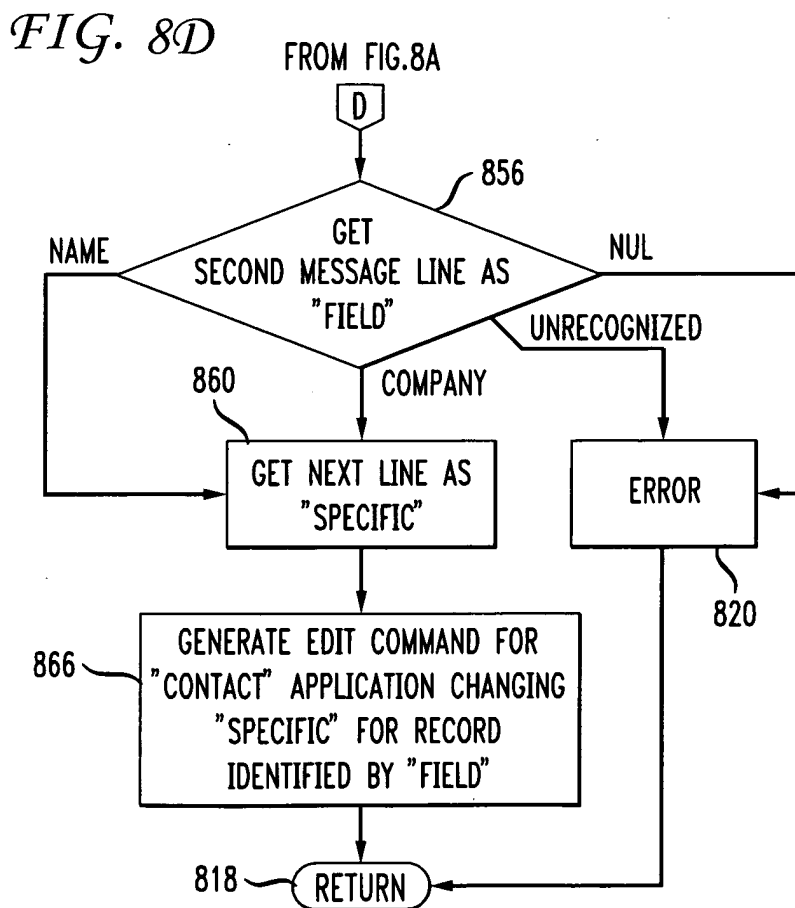 FIG. 8D
FROM FIG.8A
D
856
NAME
GET
SECOND MESSAGE LINE AS
"FIELD"
NUL
UNRECOGNIZED
COMPANY
860
GET NEXT LINE AS
"SPECIFIC"
ERROR
820
GENERATE EDIT COMMAND FOR
"CONTACT" APPLICATION CHANGING
"SPECIFIC" FOR RECORD
IDENTIFIED BY "FIELD"
866
818
RETURN